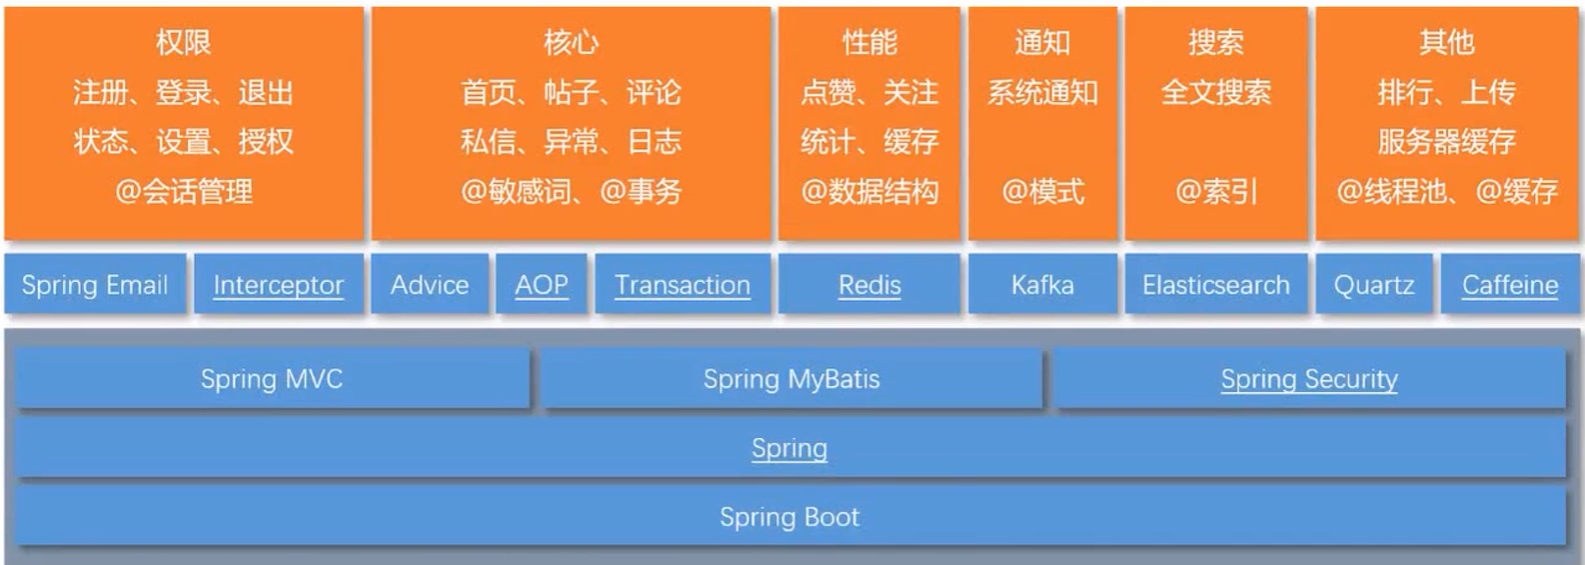 权限
注册、登录、退出
状态、设置、授权
@会话管理
核心
首页、帖子、评论
私信、异常、日志
@敏感词、@事务
性能
点赞、关注
统计、缓存
@数据结构
通知
系统通知
@模式
搜索
全文搜索
@索引
其他
排行、上传
服务器缓存
@线程池、@缓存
Spring Email
Interceptor
Advice
AOP
Transaction
Redis
Kafka
Elasticsearch
Quartz
Caffeine
Spring MVC
Spring MyBatis
Spring Security
Spring
Spring Boot